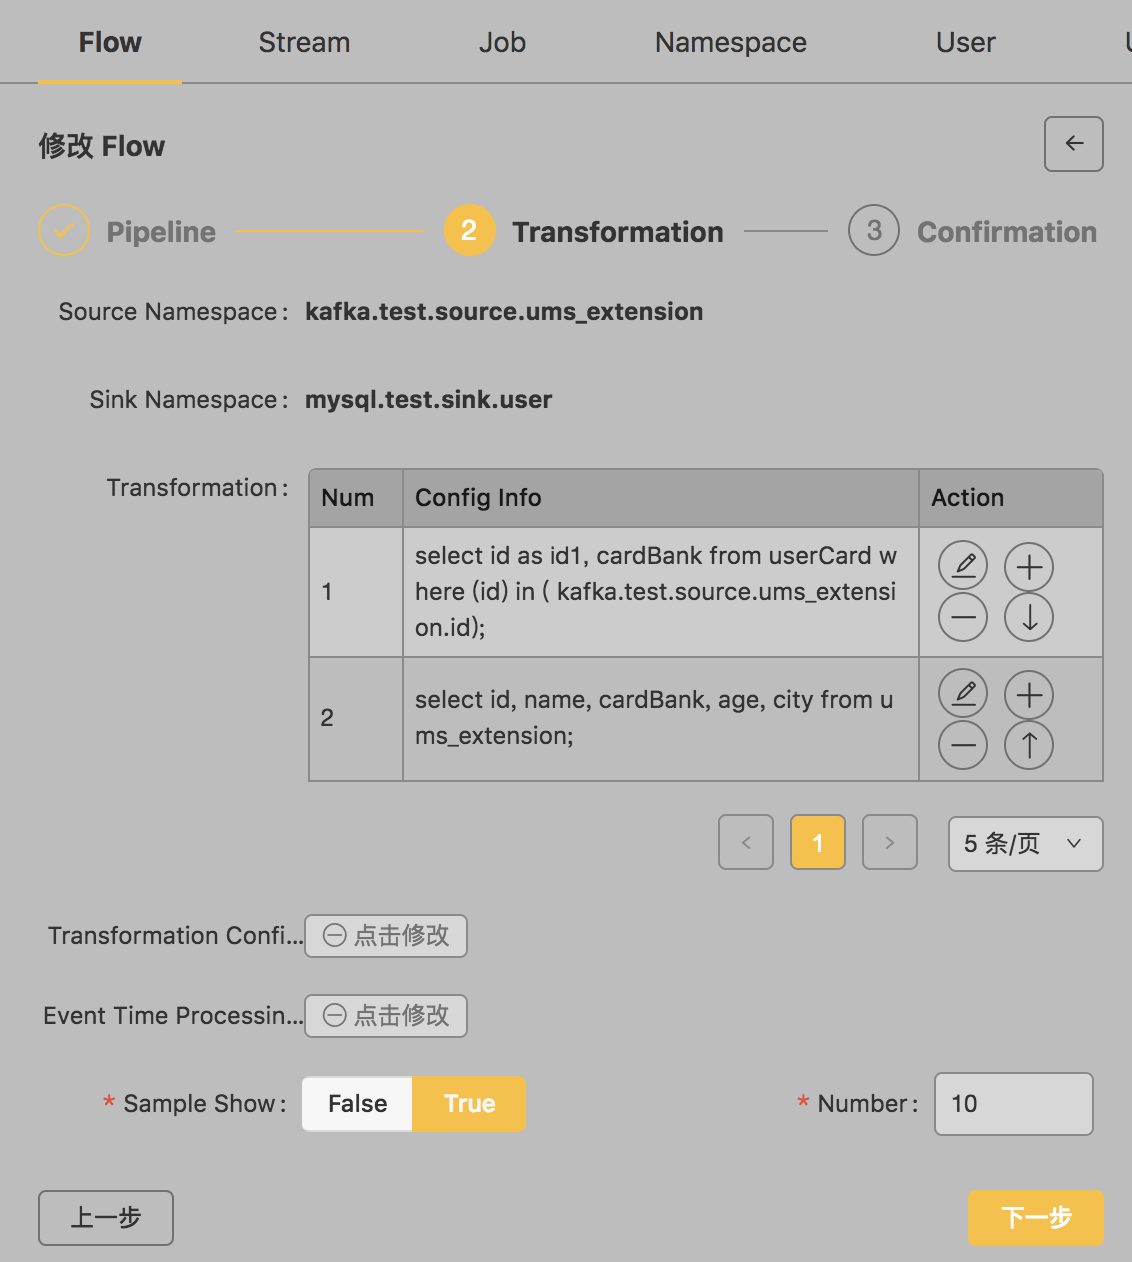 Flow Stream Job Namespace User
修改 Flow
Pipeline 2 Transformation 3 Confirmation
Source Namespace : kafka.test.source.ums_extension
Sink Namespace : mysql.test.sink.user
Transformation :
Num Config Info Action
1 select id as id1, cardBank from userCard w
here (id) in ( kafka.test.source.ums_extensi
on.id);
2 select id, name, cardBank, age, city from u
ms_extension;
< 1 > 5 条/页
Transformation Confi... 点击修改
Event Time Processin... 点击修改
* Sample Show : False True * Number : 10
上一步 下一步